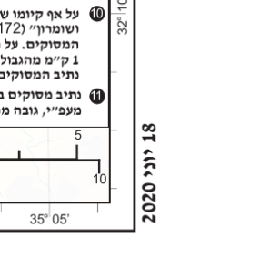 10 על אף קיומו ש
ושומרון" (172
המסוקים. על
1 ק"מ מהגבול
נתיב המסוקים
11 נתיב מסוקים ב
מעפ"י, גובה מ
32° 10
5
10
35° 05'
18 יוני 2020